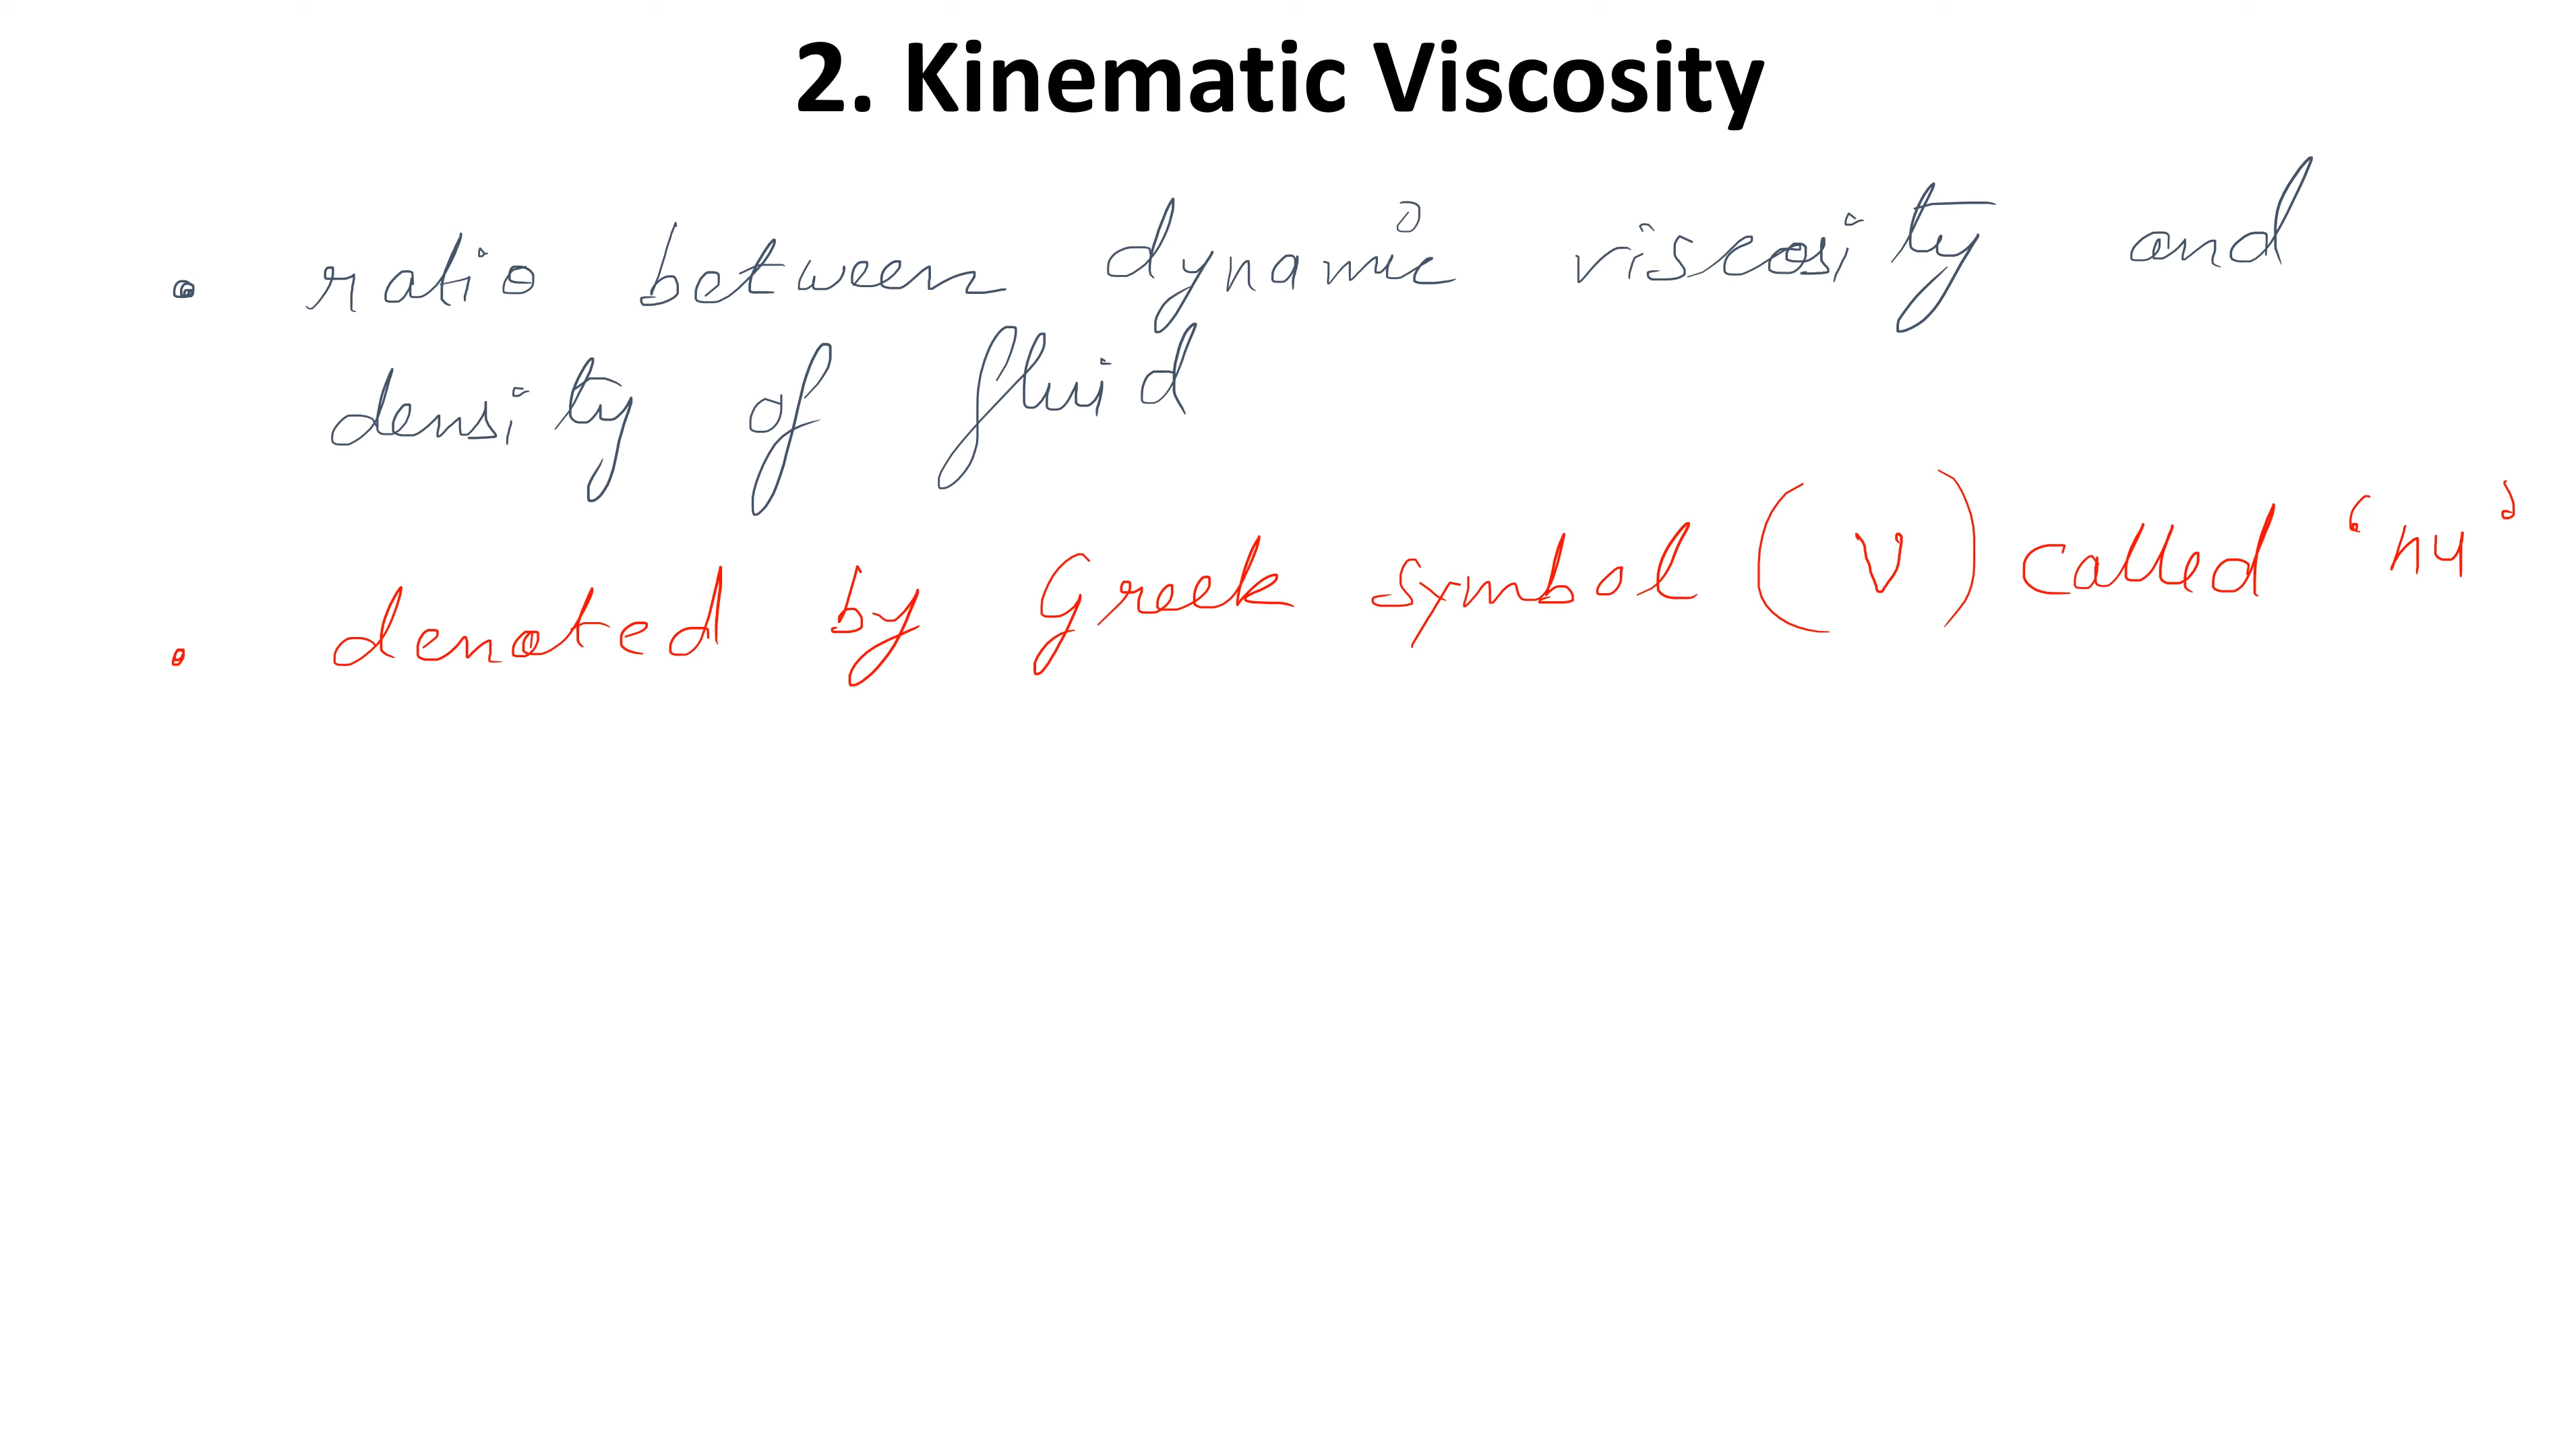 2. Kinematic Viscosity
• ratio between dynamic viscosity and
density of fluid
• denoted by Greek symbol (ν) called ‘nu’